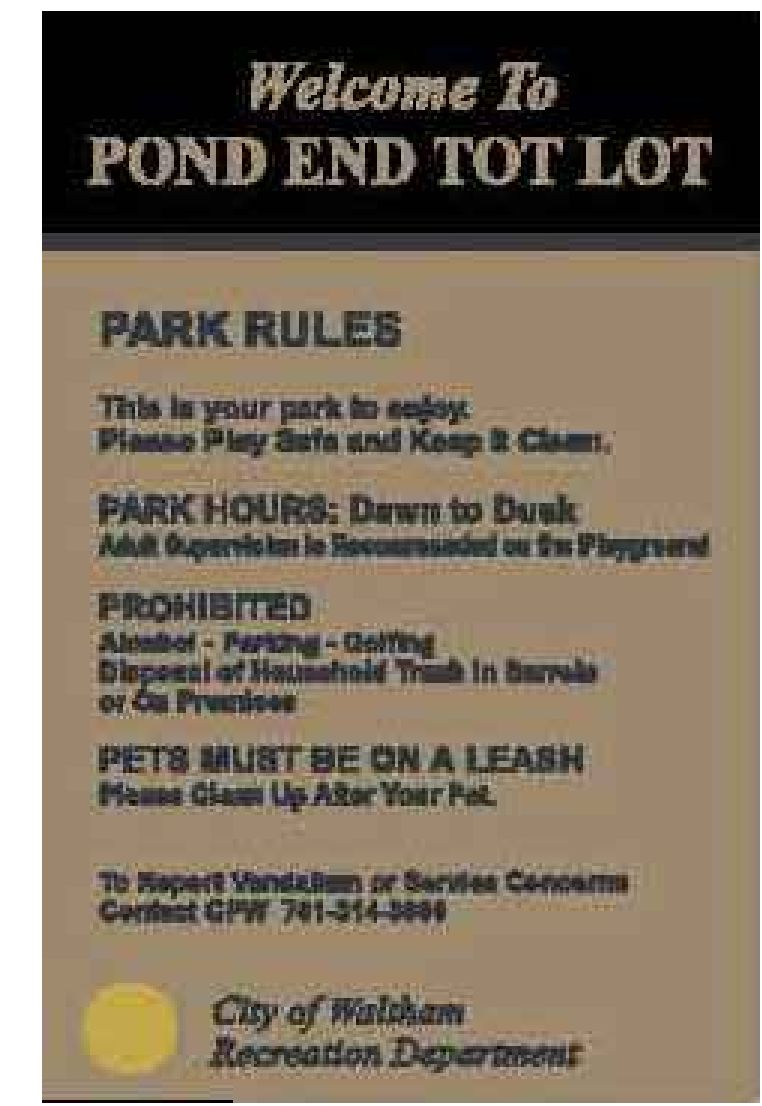 Welcome To
POND END TOT LOT
PARK RULES
This is your park to enjoy.
Please Play Safe and Keep It Clean.
PARK HOURS: Dawn to Dusk
Adult Supervision is Recommended on the Playground
PROHIBITED
Alcohol - Parking - Golfing
Disposal of Household Trash In Barrels
or On Premises
PETS MUST BE ON A LEASH
Please Clean Up After Your Pet.
To Report Vandalism or Service Concerns
Contact
City of Waltham
Recreation Department